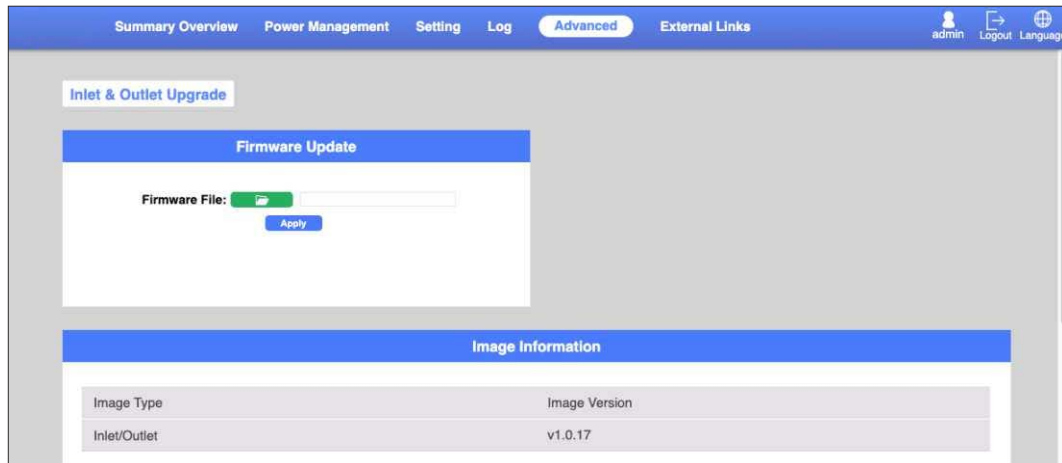 Summary Overview Power Management Setting Log Advanced External Links
admin Logout Language
Inlet & Outlet Upgrade
Firmware Update
Firmware File:
Apply
Image Information
Image Type Image Version
Inlet/Outlet v1.0.17